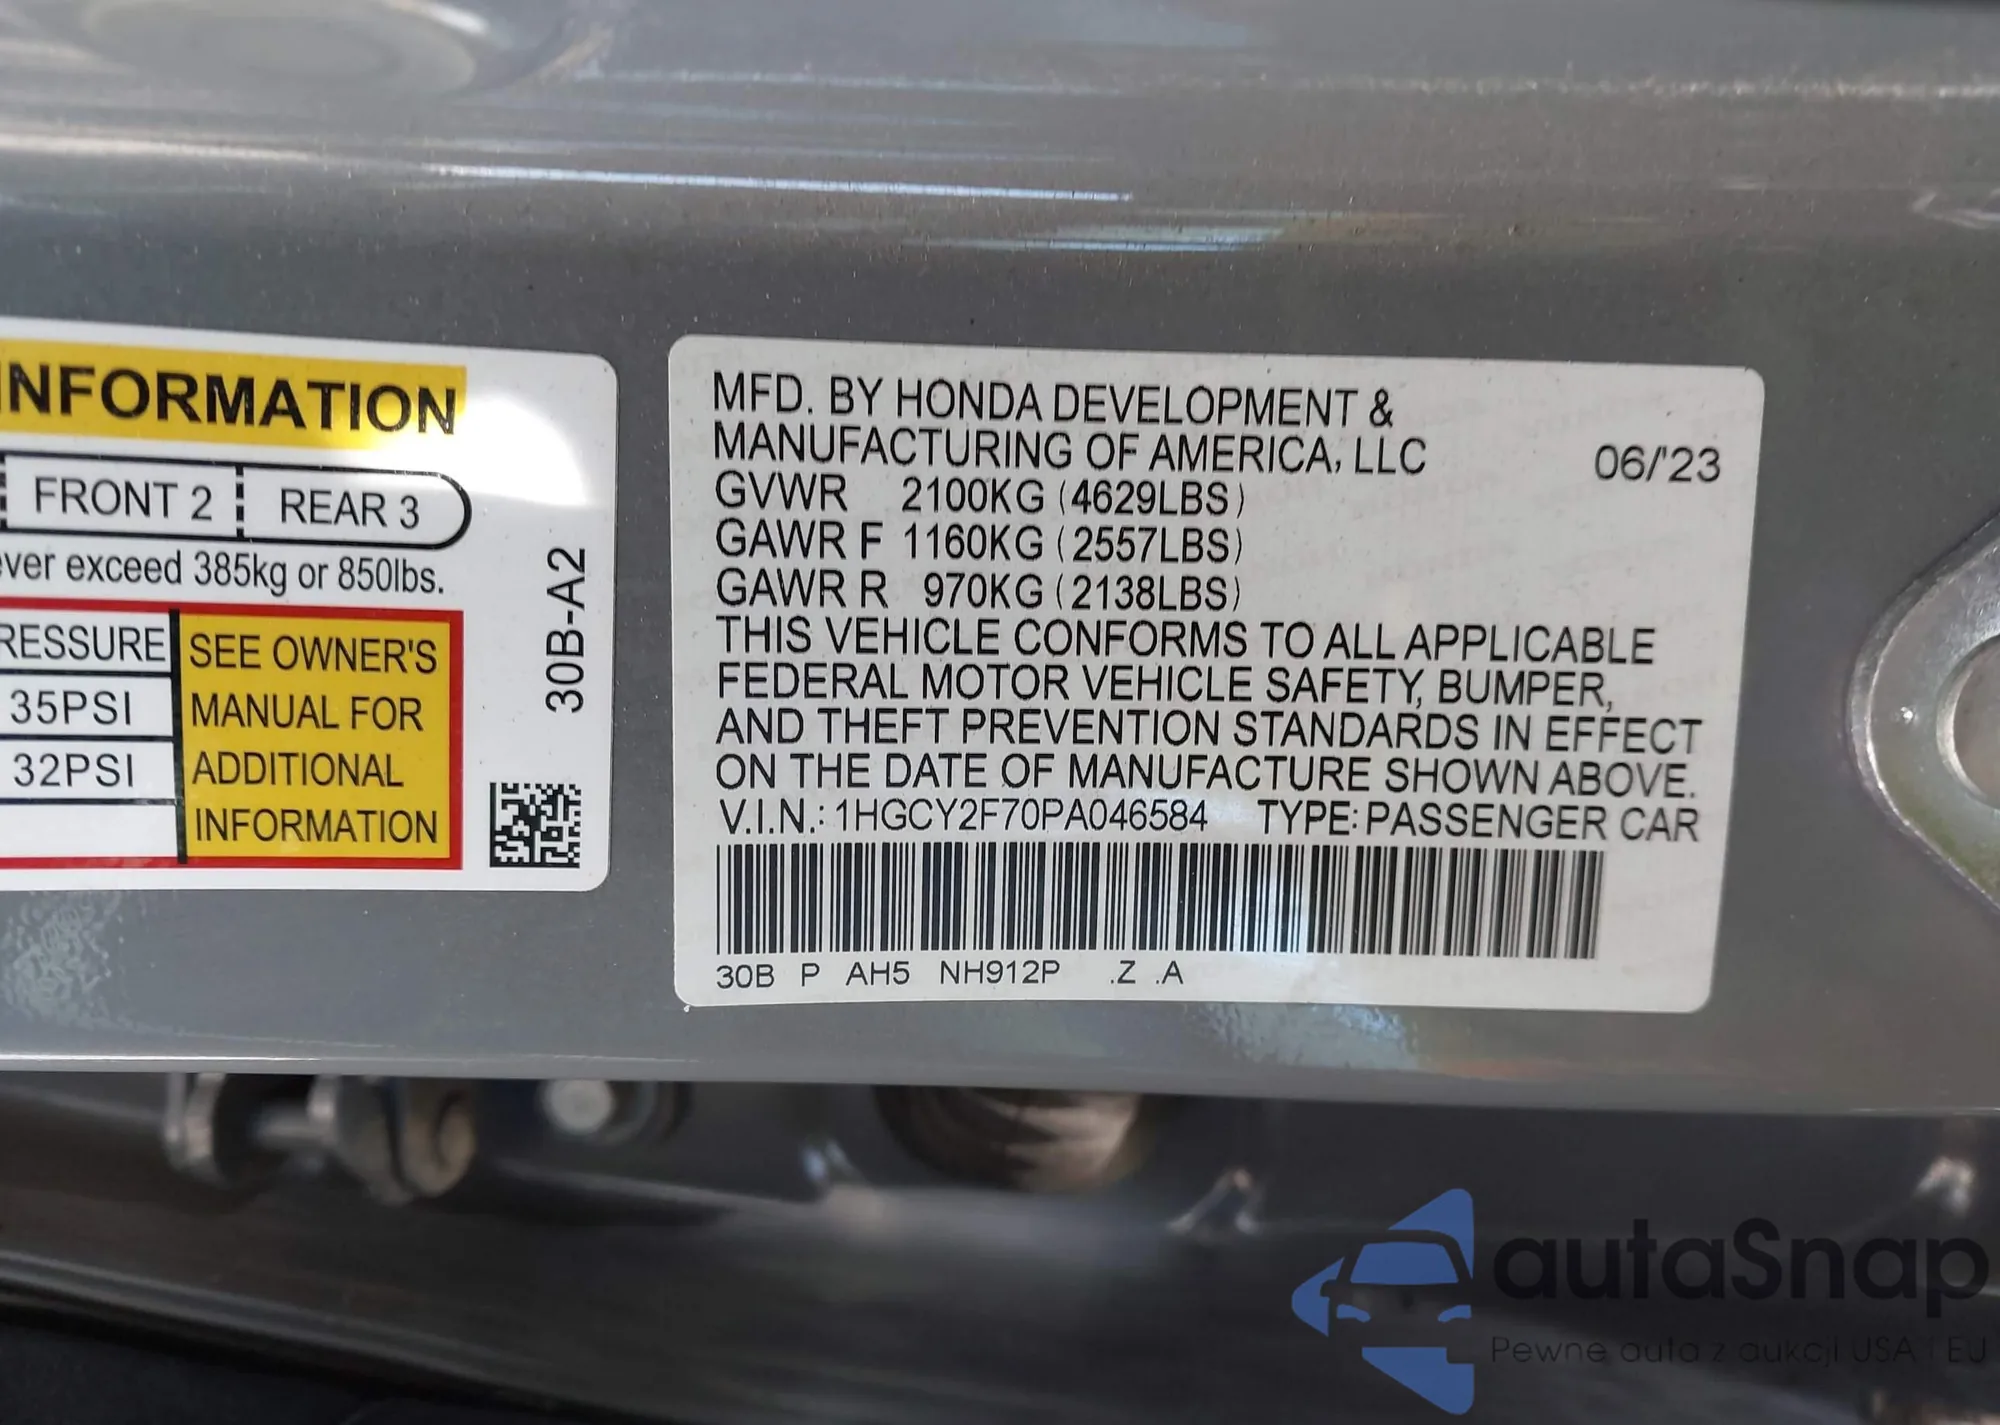 INFORMATION
FRONT 2 REAR 3
ever exceed 385kg or 850lbs.
RESSURE
35PSI
32PSI
SEE OWNER'S
MANUAL FOR
ADDITIONAL
INFORMATION
30B-A2
MFD. BY HONDA DEVELOPMENT &
MANUFACTURING OF AMERICA, LLC 06/'23
GVWR 2100KG (4629LBS)
GAWR F 1160KG (2557LBS)
GAWR R 970KG (2138LBS)
THIS VEHICLE CONFORMS TO ALL APPLICABLE
FEDERAL MOTOR VEHICLE SAFETY, BUMPER,
AND THEFT PREVENTION STANDARDS IN EFFECT
ON THE DATE OF MANUFACTURE SHOWN ABOVE.
V.I.N.: 1HGCY2F70PA046584 TYPE: PASSENGER CAR
30B P AH5 NH912P .Z .A
autaSnap
Pewne auta z aukcji USA i EU